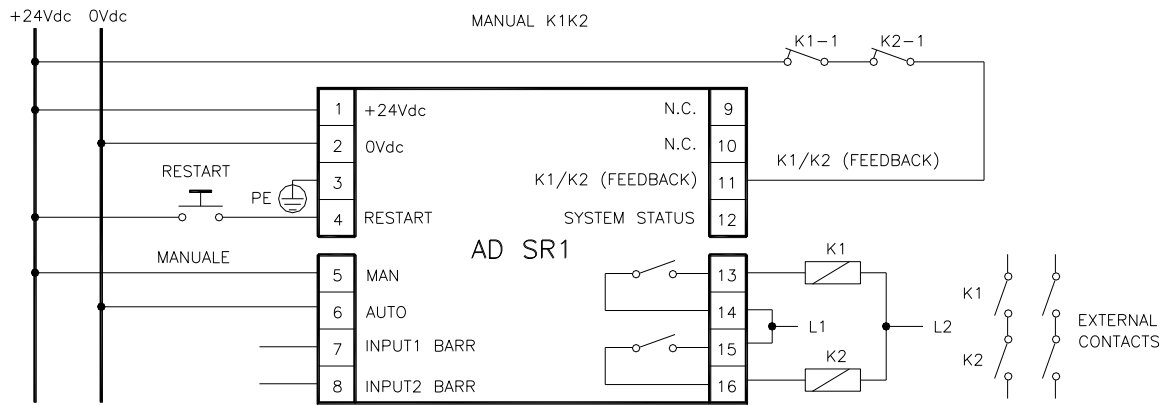 +24Vdc 0Vdc
MANUAL K1K2
K1-1 K2-1
1 +24Vdc N.C. 9
2 0Vdc N.C. 10
RESTART
K1/K2 (FEEDBACK)
PE 3 K1/K2 (FEEDBACK) 11
4 RESTART SYSTEM STATUS 12
MANUALE
AD SR1
K1
5 MAN 13
6 AUTO 14
L1 L2
7 INPUT1 BARR 15
K2
8 INPUT2 BARR 16
K1
K2
EXTERNAL
CONTACTS